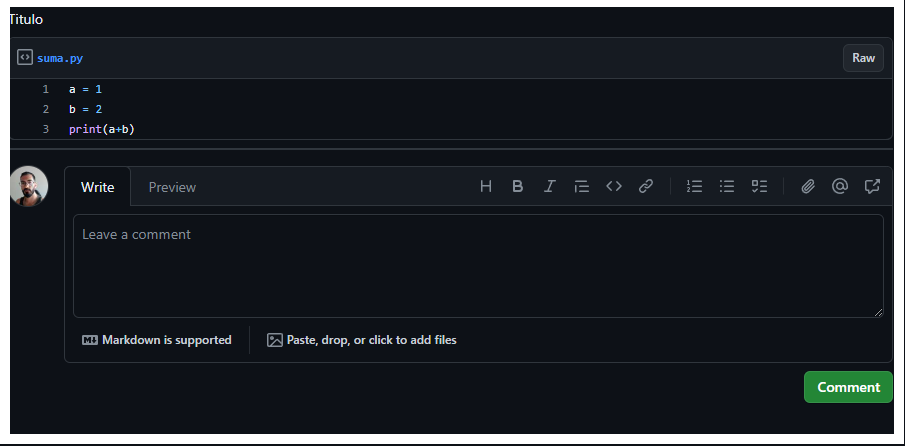 Titulo
suma.py
Raw
1 a = 1
2 b = 2
3 print(a+b)
Write Preview
Leave a comment
Markdown is supported Paste, drop, or click to add files
Comment